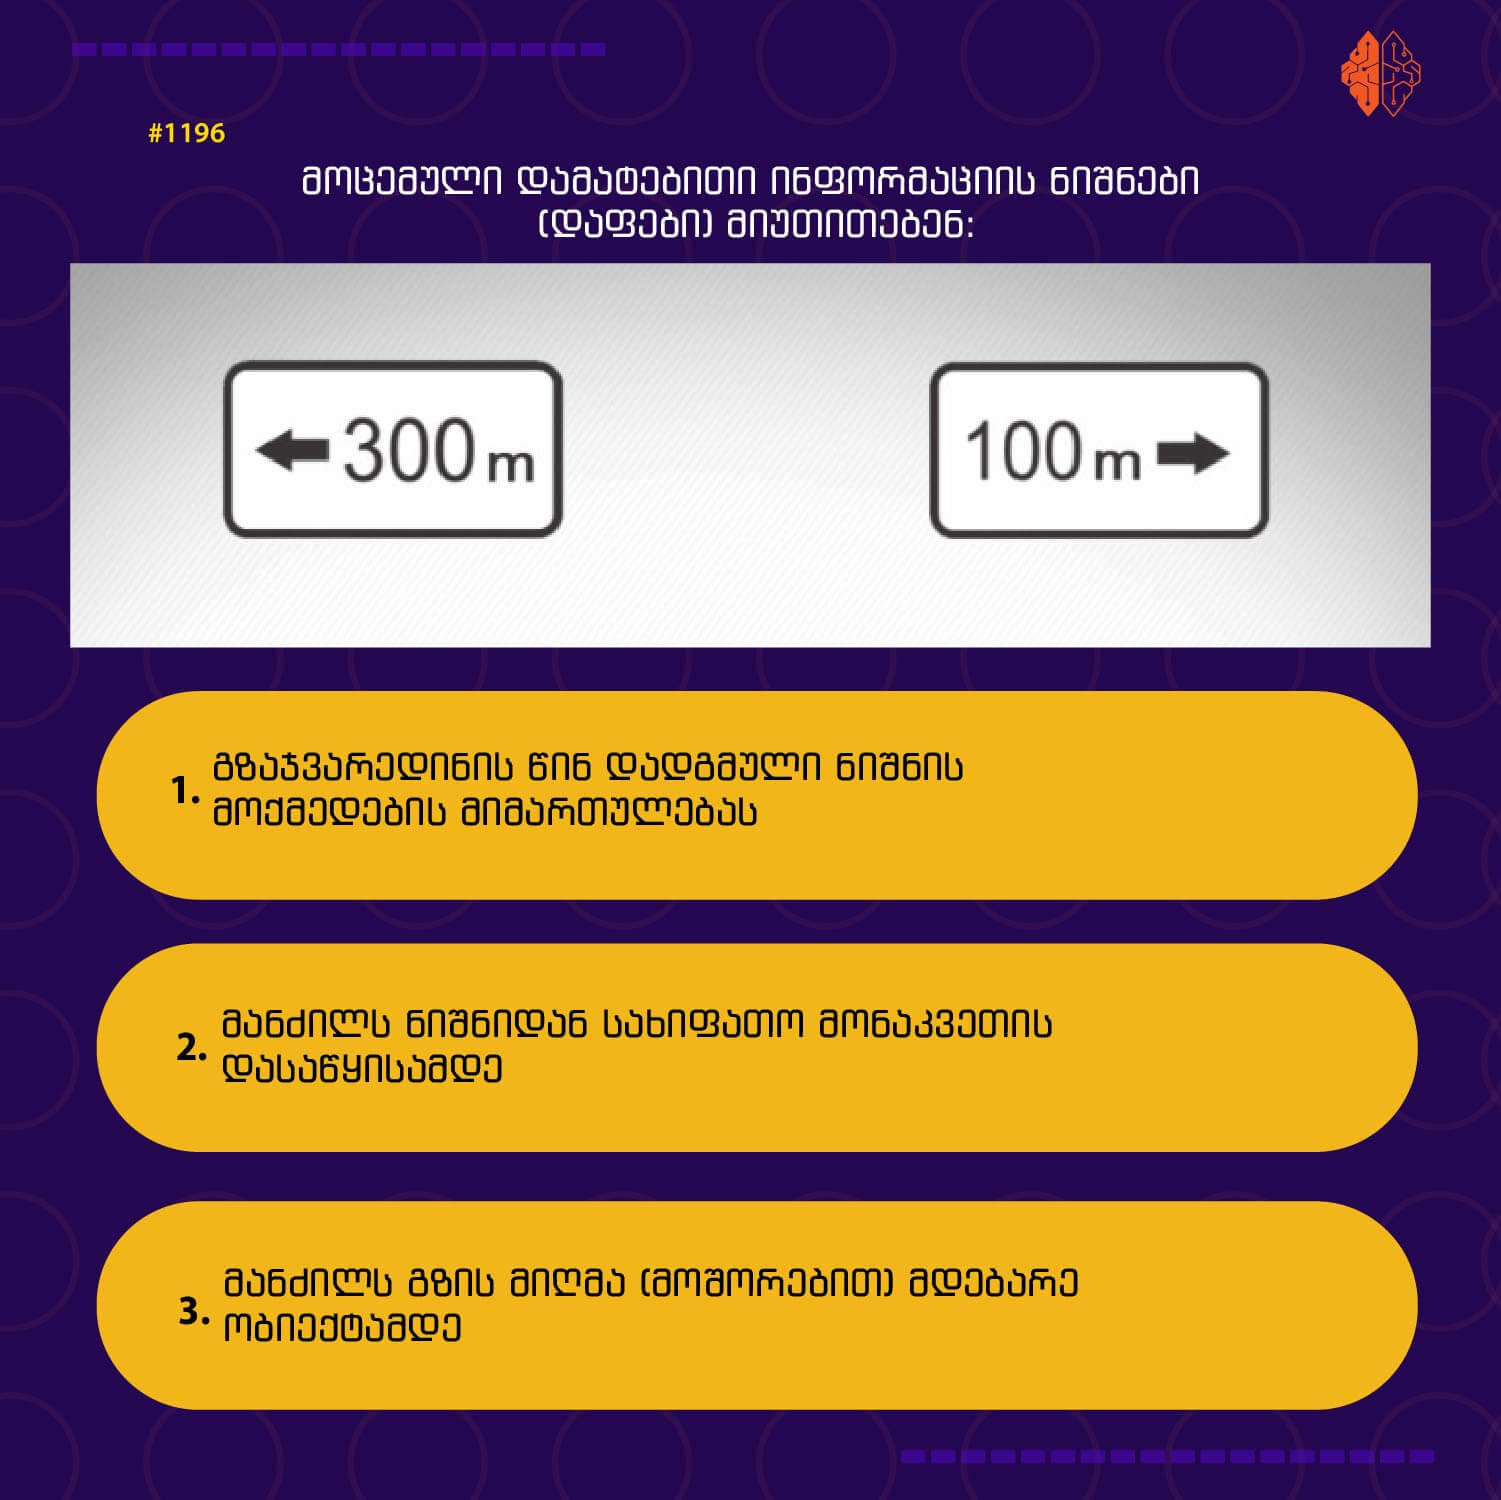 #1196
მოცემული დამატებითი ინფორმაციის ნიშნები
(დაფები) მიუთითებენ:
300 m
100 m
1. გზაჯვარედინის წინ დადგმული ნიშნის
მოქმედების მიმართულებას
2. მანძილს ნიშნიდან სახიფათო მონაკვეთის
დასაწყისამდე
3. მანძილს გზის მიღმა (მოშორებით) მდებარე
ობიექტამდე